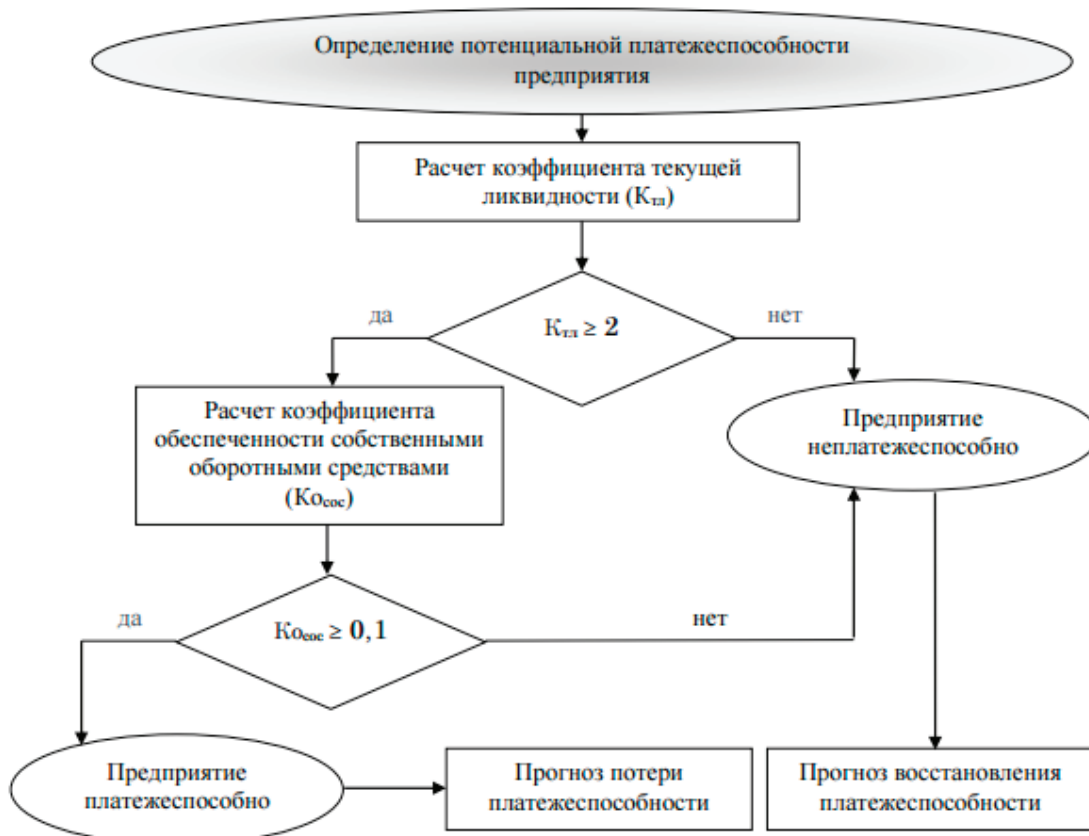 Определение потенциальной платежеспособности
предприятия
Расчет коэффициента текущей
ликвидности (Ктл)
да
Ктл ≥ 2
нет
Расчет коэффициента
обеспеченности собственными
оборотными средствами
(Косос)
Предприятие
неплатежеспособно
да
Косос ≥ 0,1
нет
Предприятие
платежеспособно
Прогноз потери
платежеспособности
Прогноз восстановления
платежеспособности